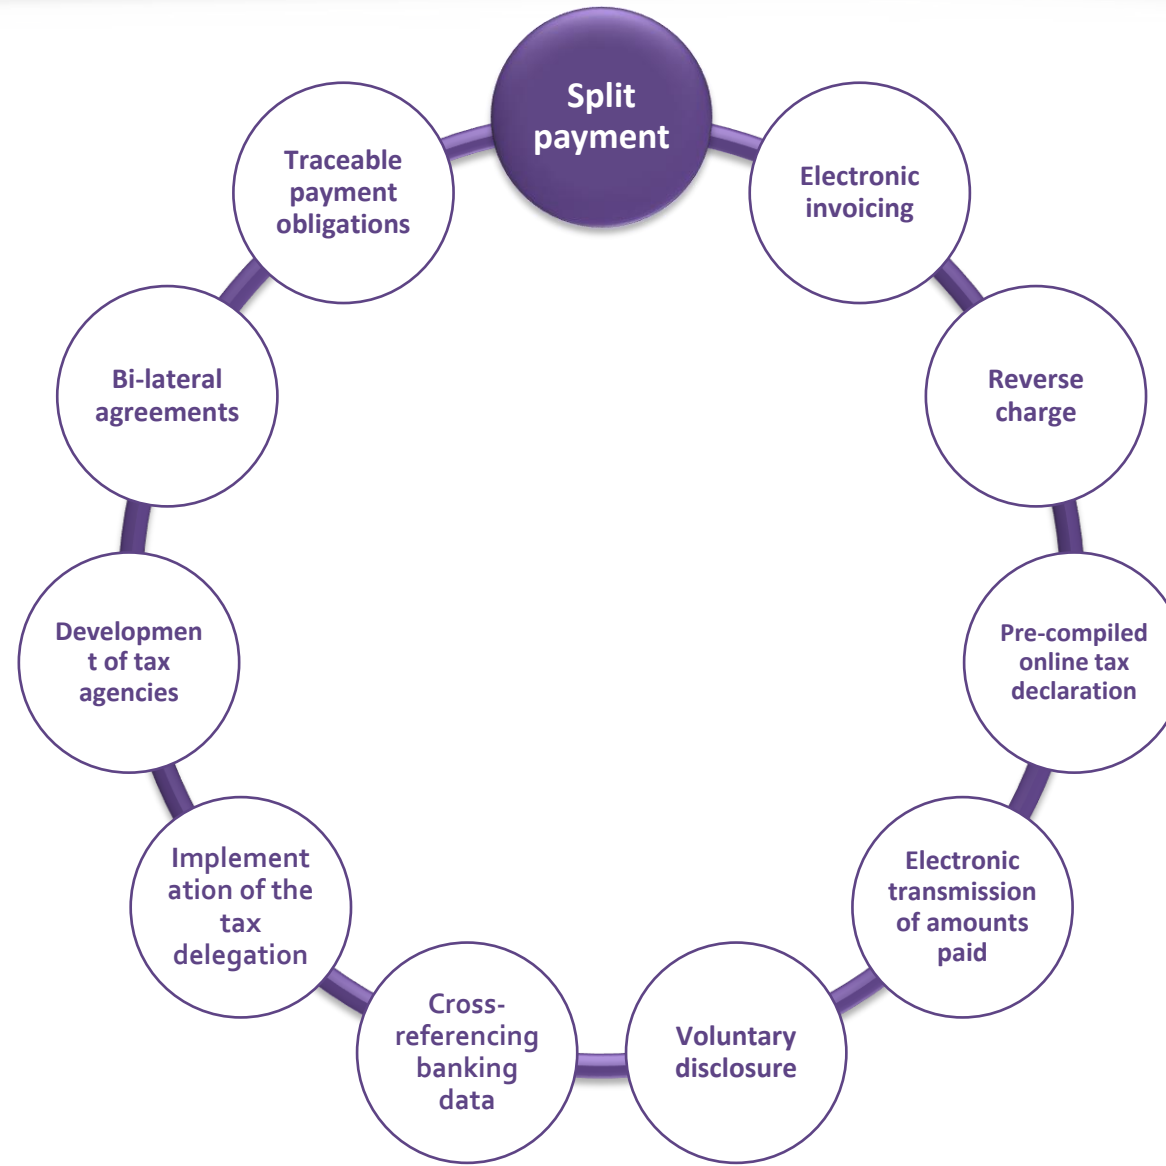 Split
payment
Electronic
invoicing
Reverse
charge
Pre-compiled
online tax
declaration
Electronic
transmission
of amounts
paid
Voluntary
disclosure
Cross-
referencing
banking
data
Implement
ation of the
tax
delegation
Developmen
t of tax
agencies
Bi-lateral
agreements
Traceable
payment
obligations